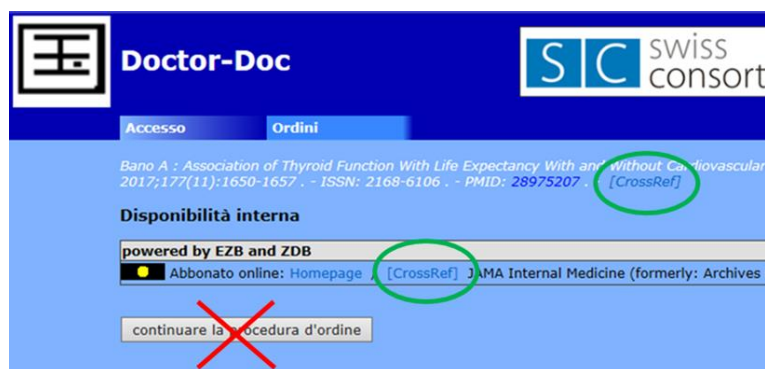 国
Doctor-Doc
SC swiss
consort
Accesso Ordini
Bano A : Association of Thyroid Function With Life Expectancy With and Without Cardiovascular
2017;177(11):1650-1657 . - ISSN: 2168-6106 . - PMID: 28975207 . [CrossRef]
Disponibilità interna
powered by EZB and ZDB
Abbonato online: Homepage / [CrossRef] JAMA Internal Medicine (formerly: Archives
continuare la procedura d'ordine